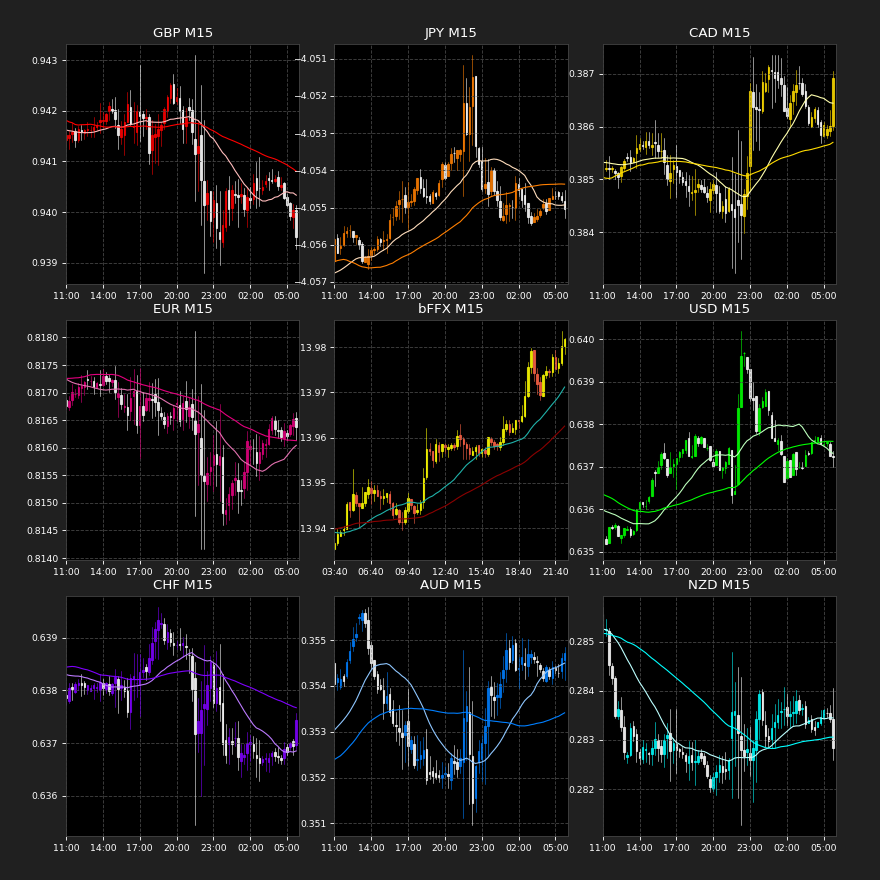 GBP M15
0.943
0.942
0.941
0.940
0.939
11:00 14:00 17:00 20:00 23:00 02:00 05:00
JPY M15
−4.051
−4.052
−4.053
−4.054
−4.055
−4.056
−4.057
11:00 14:00 17:00 20:00 23:00 02:00 05:00
CAD M15
0.387
0.386
0.385
0.384
11:00 14:00 17:00 20:00 23:00 02:00 05:00
EUR M15
0.8180
0.8175
0.8170
0.8165
0.8160
0.8155
0.8150
0.8145
0.8140
11:00 14:00 17:00 20:00 23:00 02:00 05:00
bFFX M15
13.98
13.97
13.96
13.95
13.94
03:40 06:40 09:40 12:40 15:40 18:40 21:40
USD M15
0.640
0.639
0.638
0.637
0.636
0.635
11:00 14:00 17:00 20:00 23:00 02:00 05:00
CHF M15
0.639
0.638
0.637
0.636
11:00 14:00 17:00 20:00 23:00 02:00 05:00
AUD M15
0.355
0.354
0.353
0.352
0.351
11:00 14:00 17:00 20:00 23:00 02:00 05:00
NZD M15
0.285
0.284
0.283
0.282
11:00 14:00 17:00 20:00 23:00 02:00 05:00